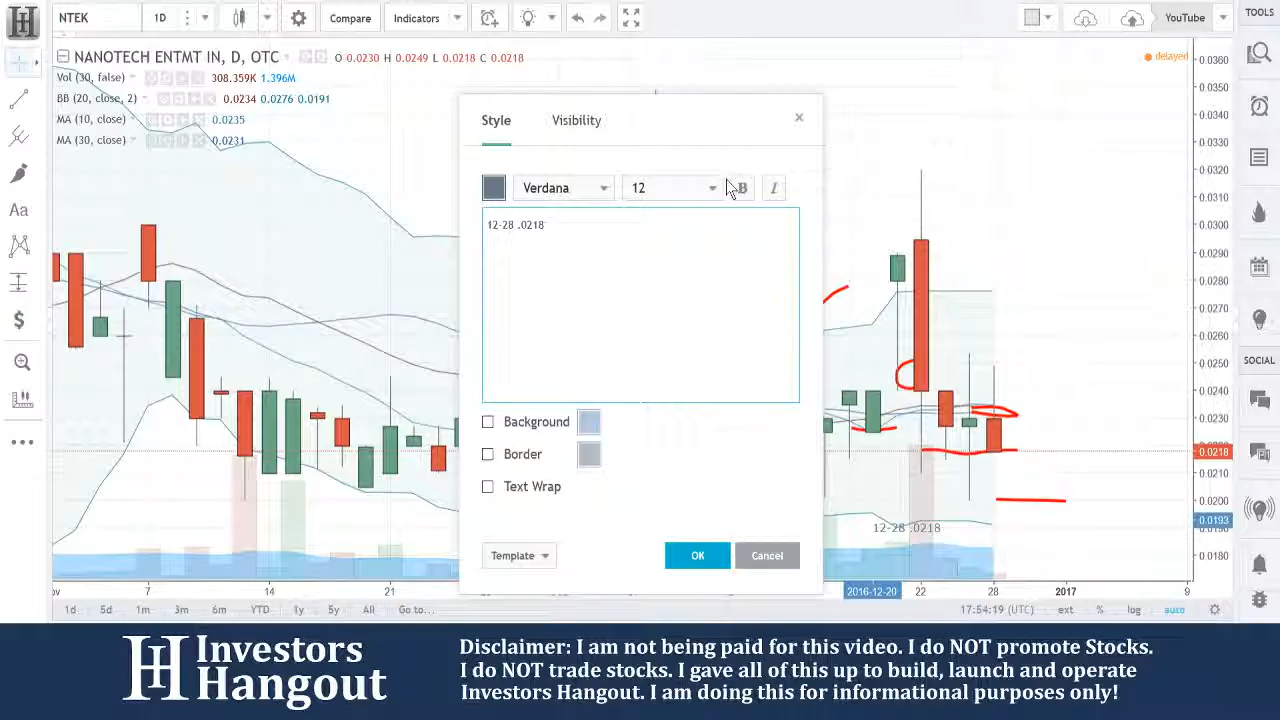 NTEK
1D
Compare
Indicators
YouTube
TOOLS
NANOTECH ENTMT IN, D, OTC
O 0.0230 H 0.0249 L 0.0218 C 0.0218
delayed
Vol (30, false)
308.359K 1.396M
BB (20, close, 2)
0.0234 0.0276 0.0191
MA (10, close)
0.0235
MA (30, close)
0.0231
Style
Visibility
×
Verdana
12
B
I
12-28 .0218
Background
Border
Text Wrap
Template
OK
Cancel
Aa
$
12-28 .0218
0.0360
0.0350
0.0340
0.0330
0.0320
0.0310
0.0300
0.0290
0.0280
0.0270
0.0260
0.0250
0.0240
0.0230
0.0218
0.0210
0.0200
0.0193
0.0180
SOCIAL
7
14
21
2016-12-20
22
28
2017
9
1d
5d
1m
3m
6m
YTD
1y
5y
All
Go to...
17:54:19 (UTC)
ext
%
log
auto
Investors
Hangout
Disclaimer: I am not being paid for this video. I do NOT promote Stocks.
I do NOT trade stocks. I gave all of this up to build, launch and operate
Investors Hangout. I am doing this for informational purposes only!